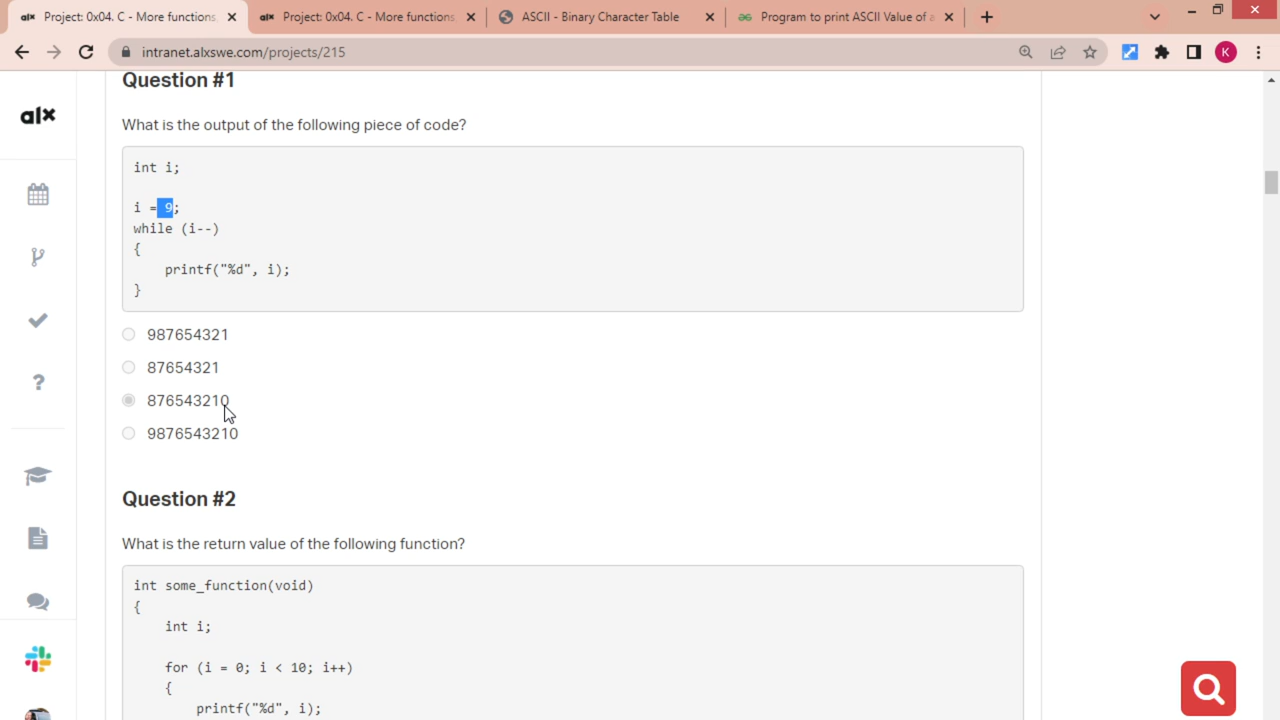 Project: 0x04. C - More functions,
Project: 0x04. C - More functions,
ASCII - Binary Character Table
Program to print ASCII Value of a
intranet.alxswe.com/projects/215
K
alx
Question #1
What is the output of the following piece of code?
int i;
i = 9;
while (i--)
{
printf("%d", i);
}
987654321
87654321
876543210
9876543210
Question #2
What is the return value of the following function?
int some_function(void)
{
int i;
for (i = 0; i < 10; i++)
{
printf("%d", i);